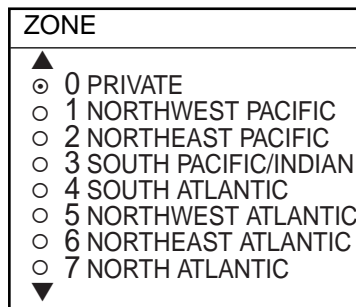 ZONE
0 PRIVATE
1 NORTHWEST PACIFIC
2 NORTHEAST PACIFIC
3 SOUTH PACIFIC/INDIAN
4 SOUTH ATLANTIC
5 NORTHWEST ATLANTIC
6 NORTHEAST ATLANTIC
7 NORTH ATLANTIC